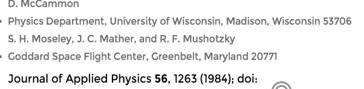 D. McCammon
• Physics Department, University of Wisconsin, Madison, Wisconsin 53706
S. H. Moseley, J. C. Mather, and R. F. Mushotzky
• Goddard Space Flight Center, Greenbelt, Maryland 20771
Journal of Applied Physics 56, 1263 (1984); doi: